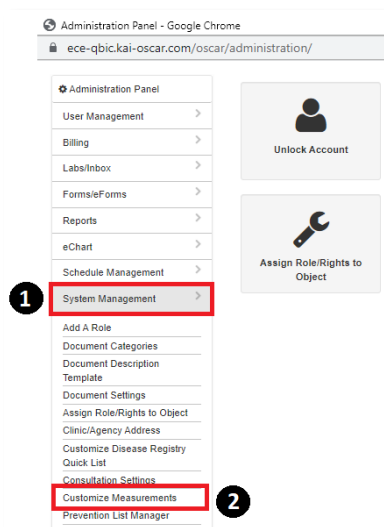 Administration Panel - Google Chrome
ece-qbic.kai-oscar.com/oscar/administration/
Administration Panel
User Management
Billing
Labs/Inbox
Forms/eForms
Reports
eChart
Schedule Management
1
System Management
Add A Role
Document Categories
Document Description
Template
Document Settings
Assign Role/Rights to Object
Clinic/Agency Address
Customize Disease Registry
Quick List
Consultation Settings
Customize Measurements
2
Prevention List Manager
Unlock Account
Assign Role/Rights to
Object